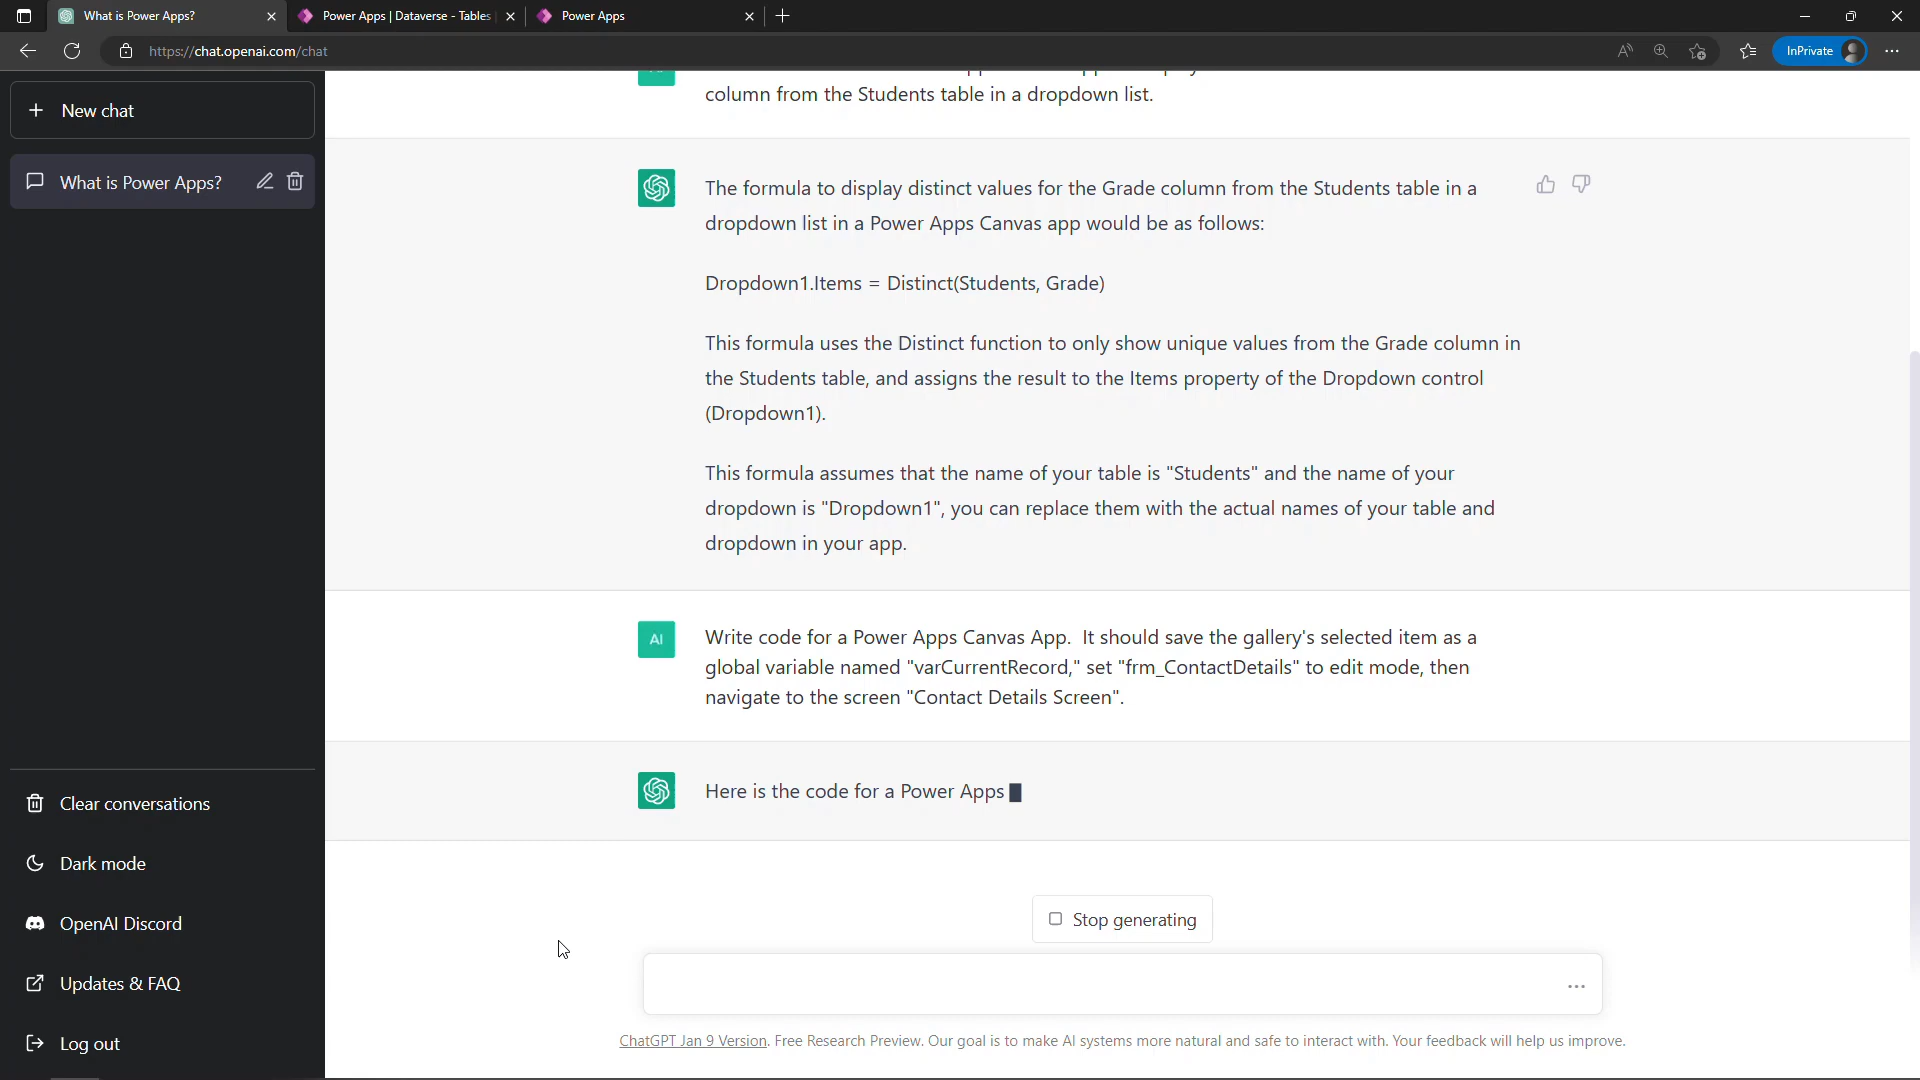 What is Power Apps?
Power Apps | Dataverse - Tables
Power Apps
https://chat.openai.com/chat
InPrivate
New chat
What is Power Apps?
column from the Students table in a dropdown list.
The formula to display distinct values for the Grade column from the Students table in a
dropdown list in a Power Apps Canvas app would be as follows:
Dropdown1.Items = Distinct(Students, Grade)
This formula uses the Distinct function to only show unique values from the Grade column in
the Students table, and assigns the result to the Items property of the Dropdown control
(Dropdown1).
This formula assumes that the name of your table is "Students" and the name of your
dropdown is "Dropdown1", you can replace them with the actual names of your table and
dropdown in your app.
AI
Write code for a Power Apps Canvas App.  It should save the gallery's selected item as a
global variable named "varCurrentRecord," set "frm_ContactDetails" to edit mode, then
navigate to the screen "Contact Details Screen".
Here is the code for a Power Apps
Clear conversations
Dark mode
OpenAI Discord
Updates & FAQ
Log out
Stop generating
ChatGPT Jan 9 Version. Free Research Preview. Our goal is to make AI systems more natural and safe to interact with. Your feedback will help us improve.